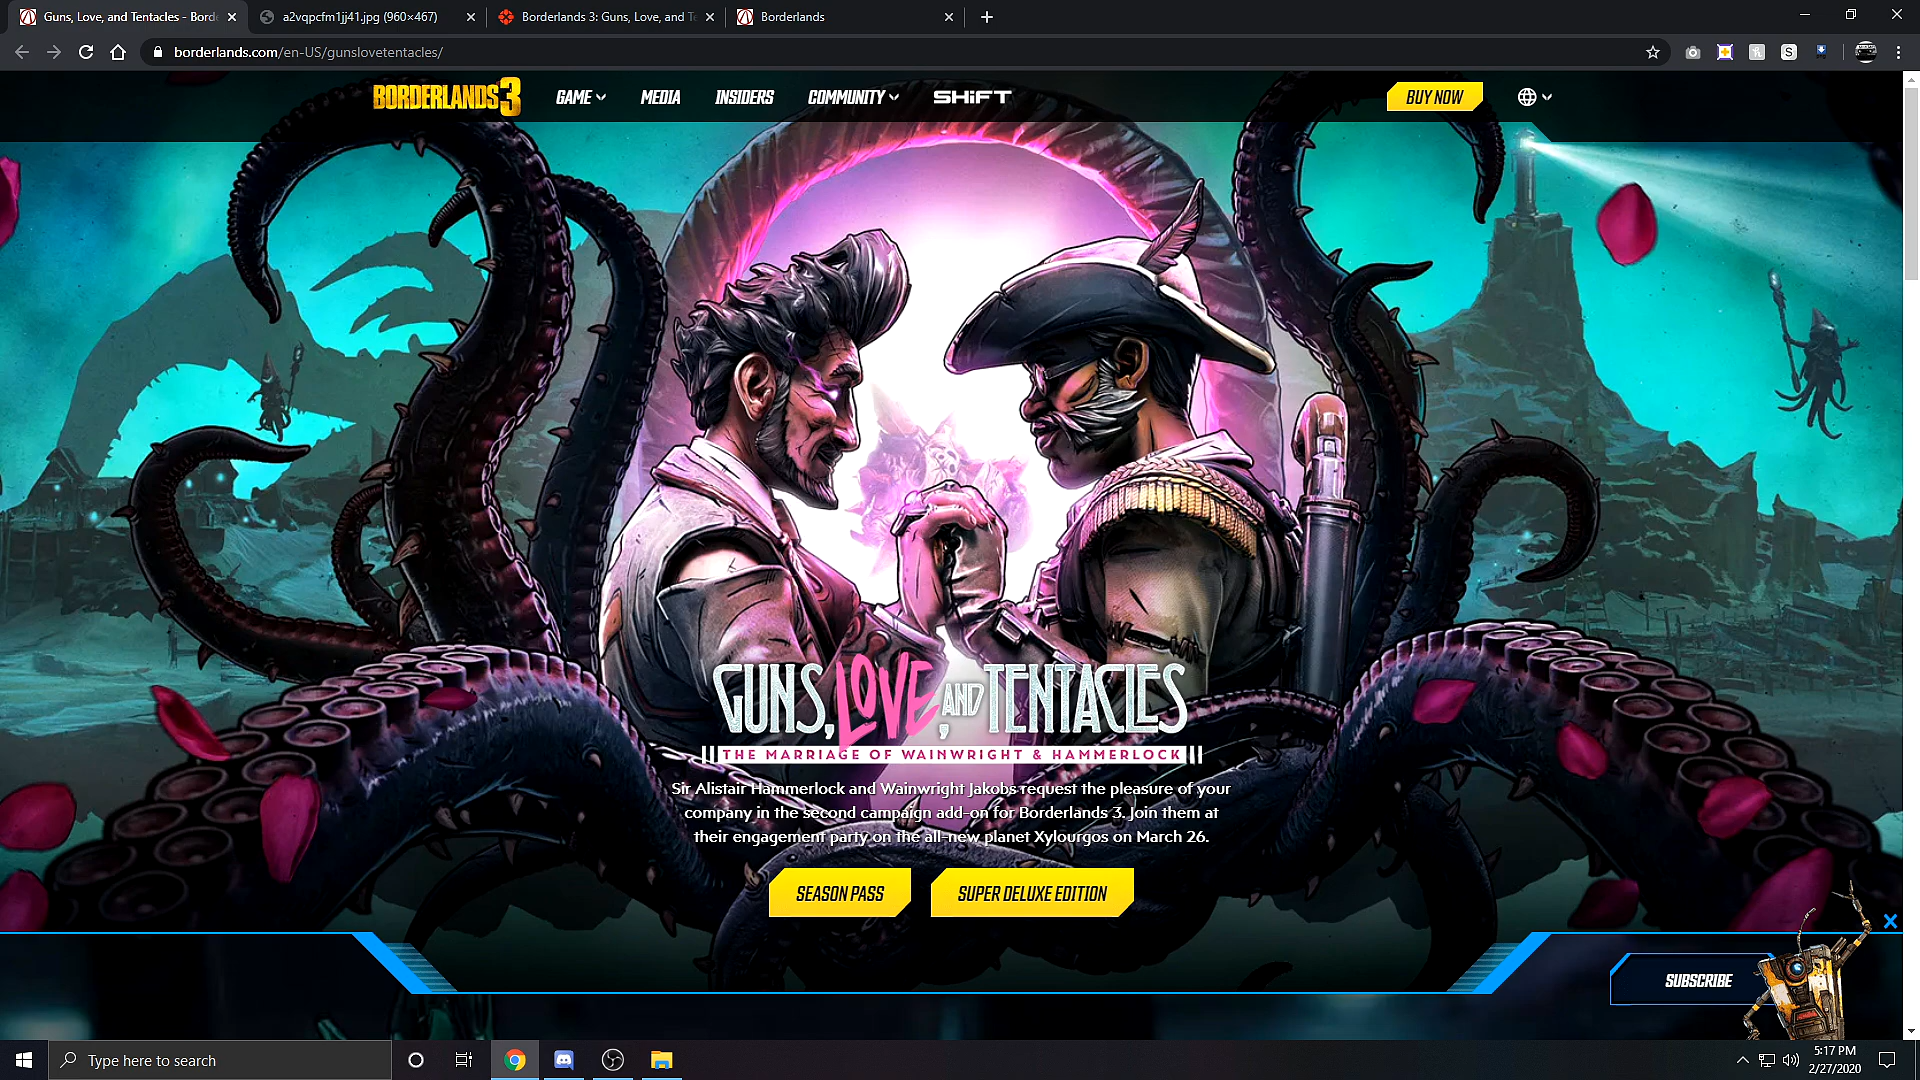 Guns, Love, and Tentacles - Bord
a2vqpcfm1jj41.jpg (960×467)
Borderlands 3: Guns, Love, and Te
Borderlands
borderlands.com/en-US/gunslovetentacles/
BORDERLANDS 3
GAME
MEDIA
INSIDERS
COMMUNITY
SHiFT
BUY NOW
GUNS, LOVE, AND TENTACLES
THE MARRIAGE OF WAINWRIGHT & HAMMERLOCK
Sir Alistair Hammerlock and Wainwright Jakobs request the pleasure of your
company in the second campaign add-on for Borderlands 3. Join them at
their engagement party on the all-new planet Xylourgos on March 26.
SEASON PASS
SUPER DELUXE EDITION
SUBSCRIBE
Type here to search
5:17 PM
2/27/2020